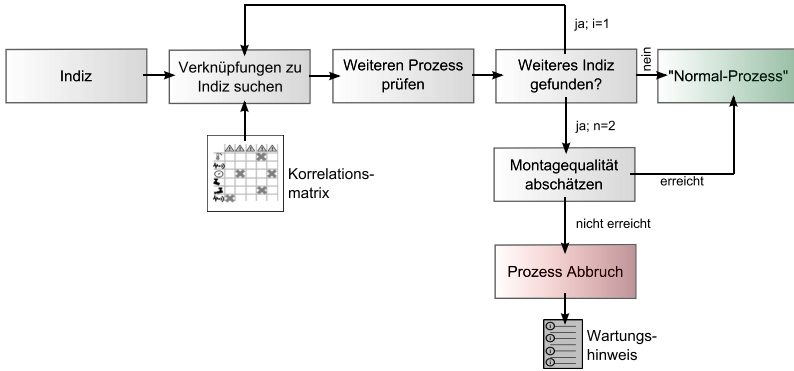 ja; i=1
Indiz
Verknüpfungen zu
Indiz suchen
Weiteren Prozess
prüfen
Weiteres Indiz
gefunden?
nein
"Normal-Prozess"
ja; n=2
Korrelations-
matrix
Montagequalität
abschätzen
erreicht
nicht erreicht
Prozess Abbruch
Wartungs-
hinweis